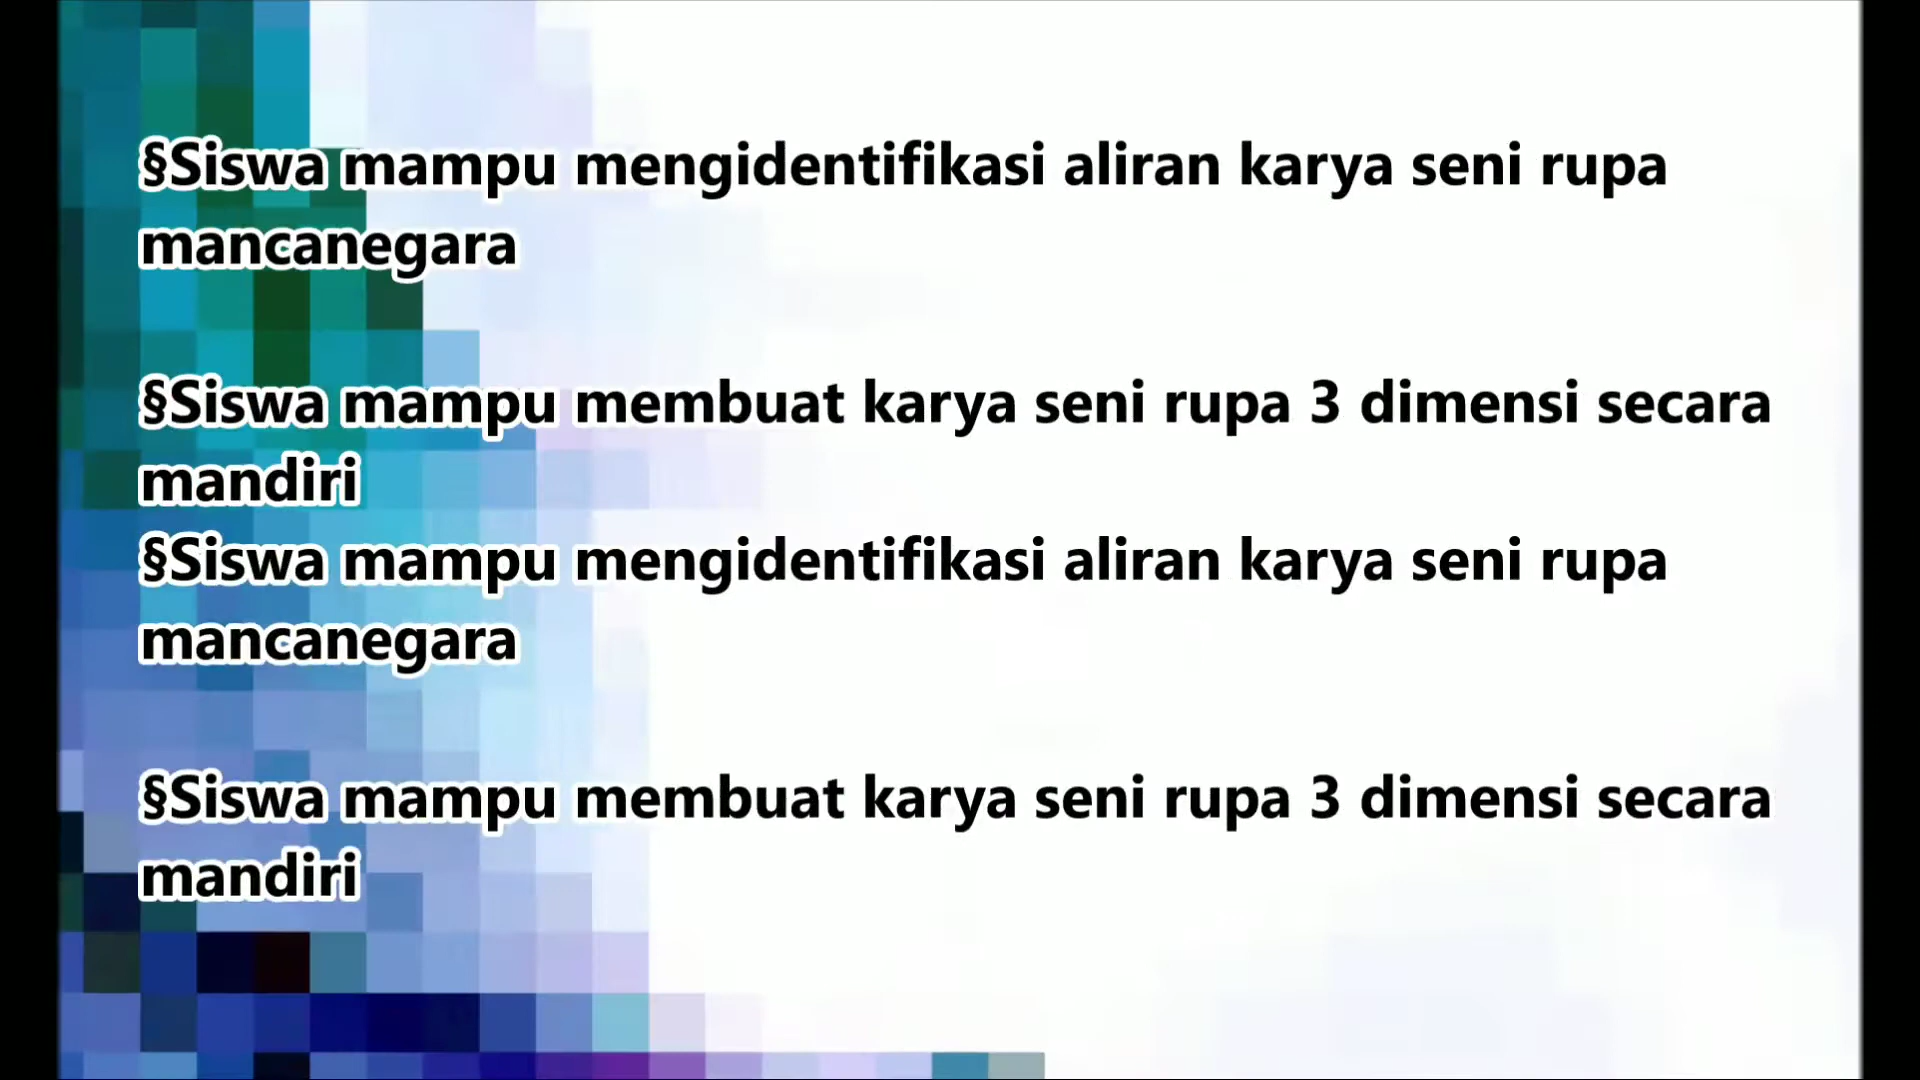 §Siswa mampu mengidentifikasi aliran karya seni rupa
mancanegara
§Siswa mampu membuat karya seni rupa 3 dimensi secara
mandiri
§Siswa mampu mengidentifikasi aliran karya seni rupa
mancanegara
§Siswa mampu membuat karya seni rupa 3 dimensi secara
mandiri